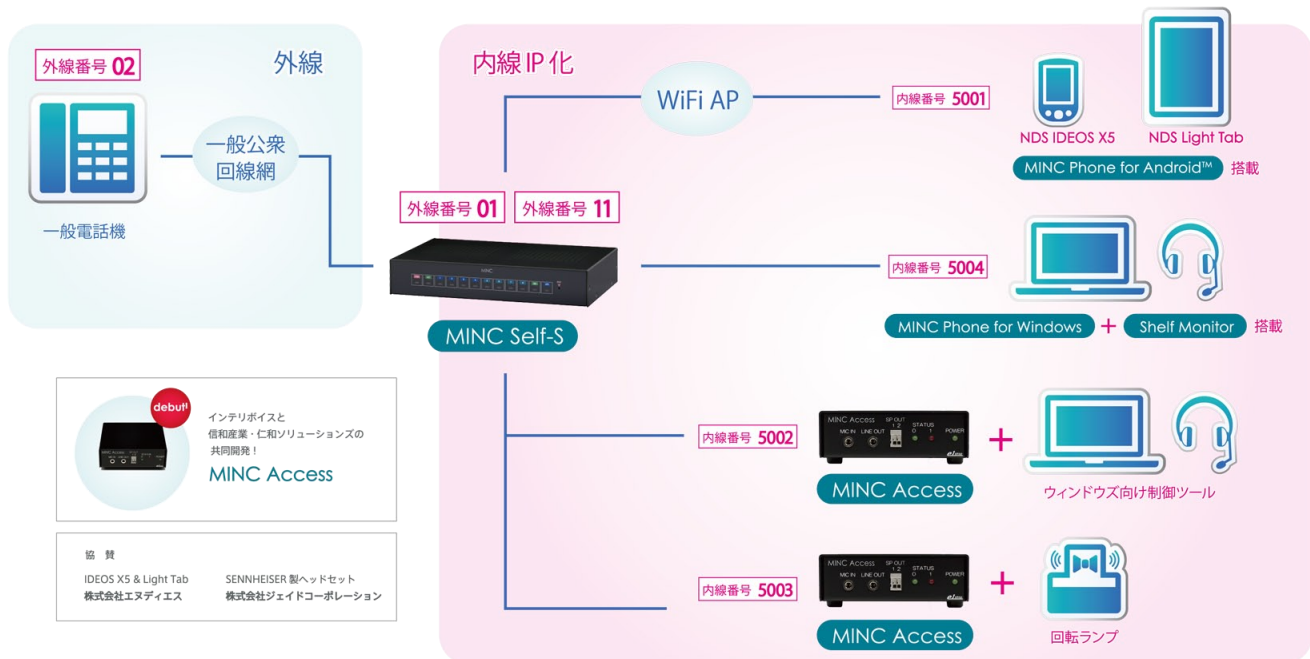 外線番号 02
外線
一般公衆
回線網
一般電話機
内線IP化
WiFi AP
内線番号 5001
NDS IDEOS X5
NDS Light Tab
MINC Phone for Android™ 搭載
外線番号 01
外線番号 11
MINC
MINC Self-S
内線番号 5004
MINC Phone for Windows + Shelf Monitor 搭載
debut!
インテリボイスと
信和産業・仁和ソリューションズの
共同開発！
MINC Access
内線番号 5002
MINC Access
SP OUT
1 2
STATUS
0 1
MIC IN LINE OUT
POWER
+
MINC Access
ウィンドウズ向け制御ツール
協 賛
IDEOS X5 & Light Tab
株式会社エヌディエス
SENNHEISER 製ヘッドセット
株式会社ジェイドコーポレーション
内線番号 5003
MINC Access
SP OUT
1 2
STATUS
0 1
MIC IN LINE OUT
POWER
+
MINC Access
回転ランプ